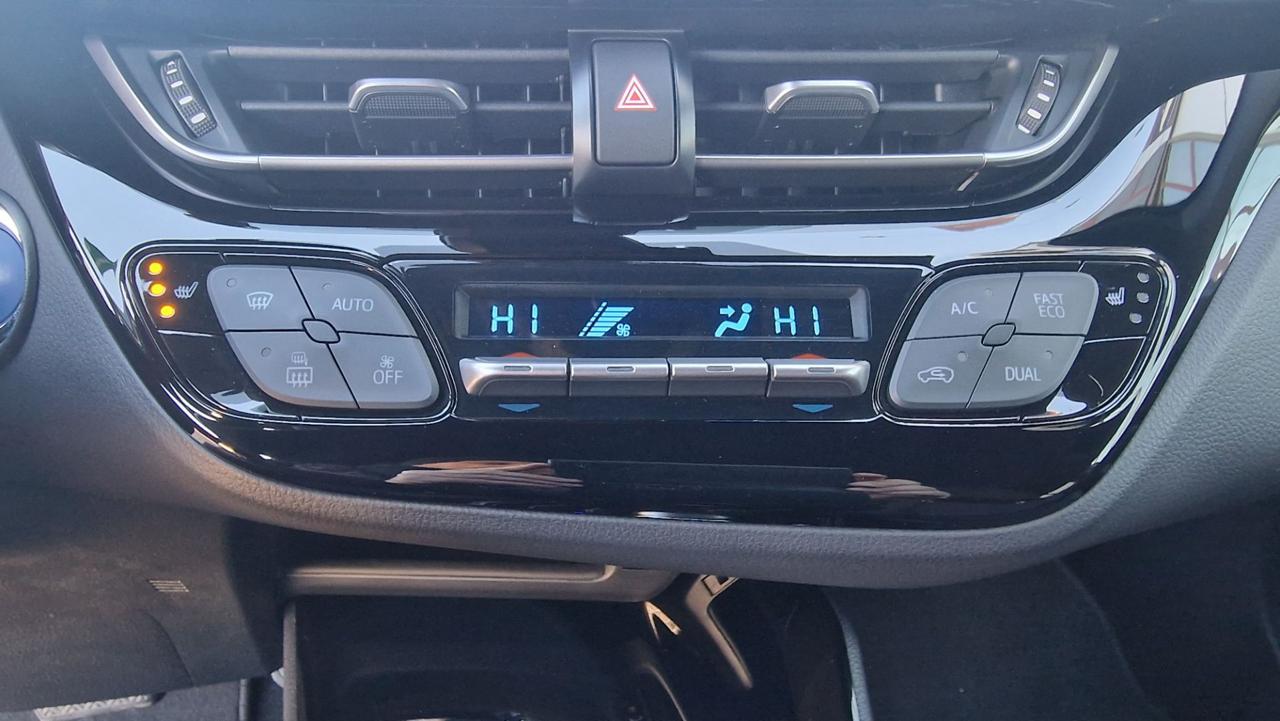 HI HI
AUTO
OFF
A/C
FAST
ECO
DUAL